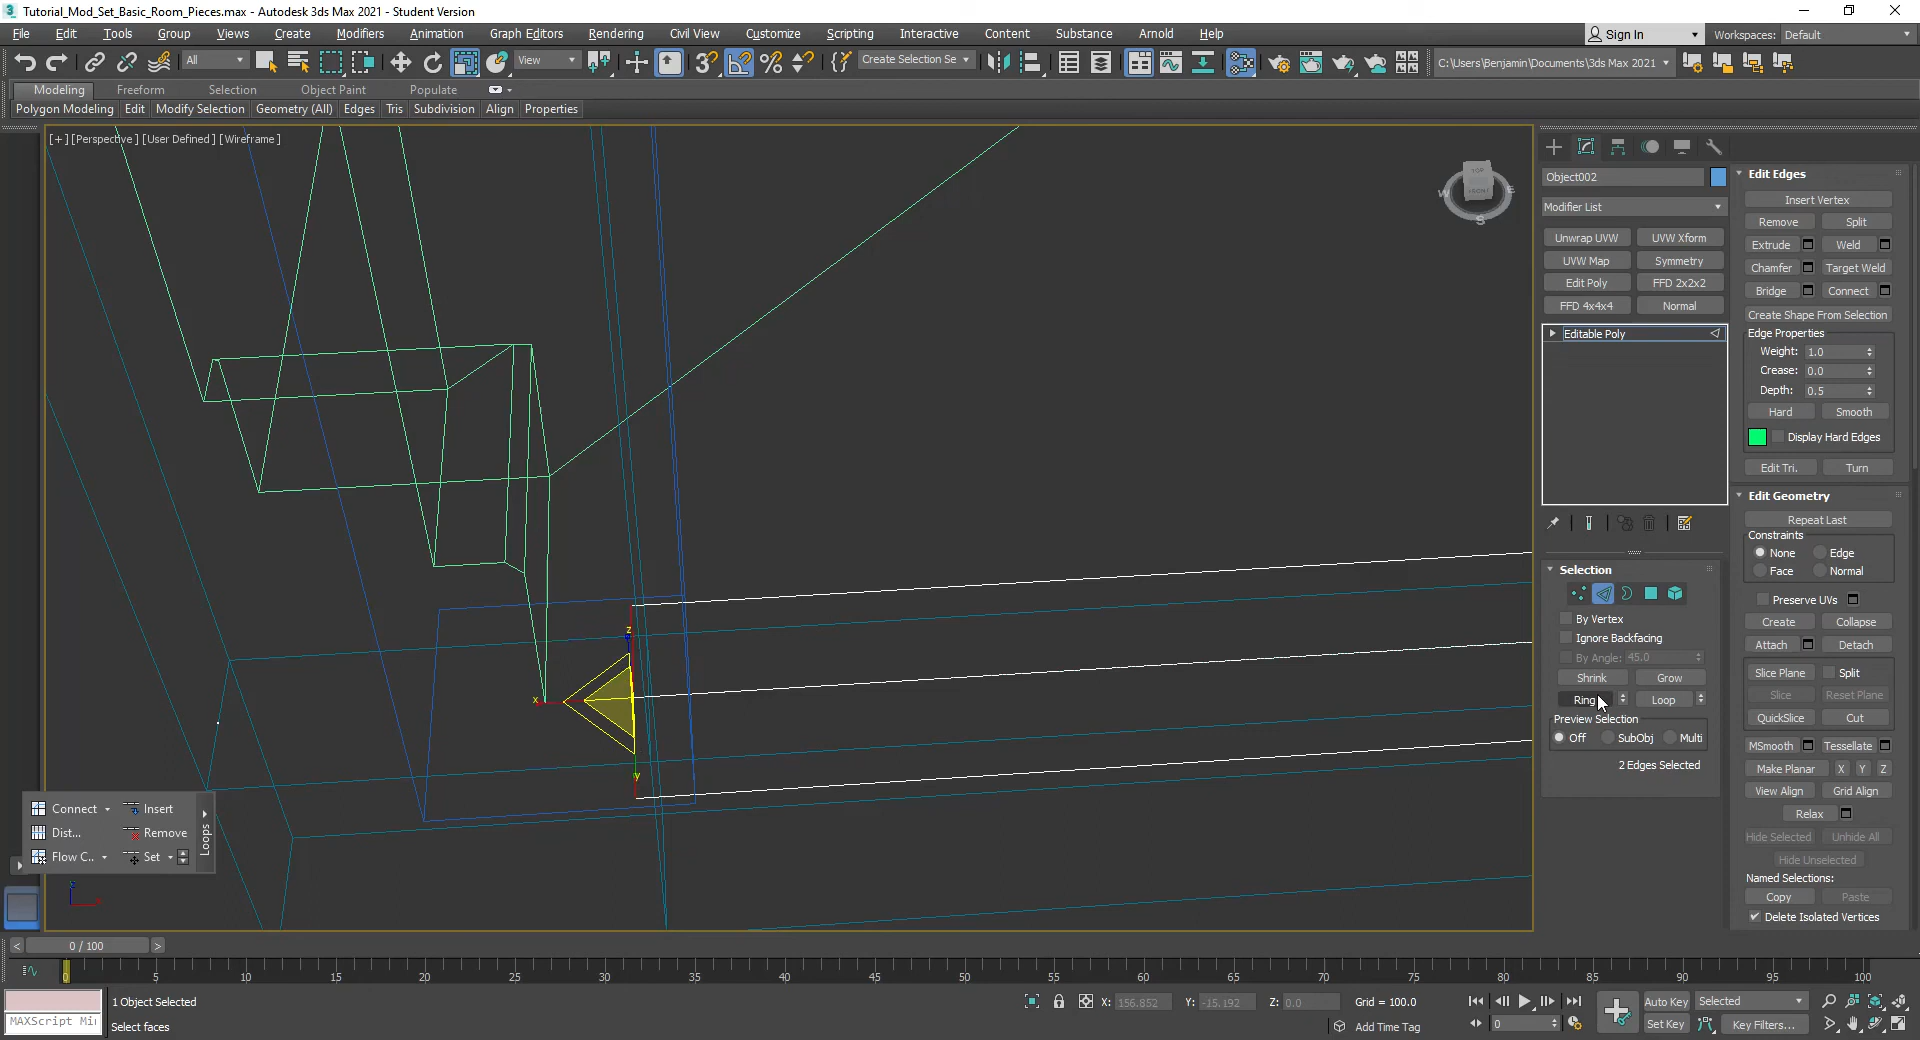 Tutorial_Mod_Set_Basic_Room_Pieces.max - Autodesk 3ds Max 2021 - Student Version
File Edit Tools Group Views Create Modifiers Animation Graph Editors Rendering Civil View Customize Scripting Interactive Content Substance Arnold Help Sign In Workspaces: Default
All View Create Selection Se C:\Users\Benjamin\Documents\3ds Max 2021
Modeling Freeform Selection Object Paint Populate
Polygon Modeling Edit Modify Selection Geometry (All) Edges Tris Subdivision Align Properties
[+] [Perspective] [User Defined] [Wireframe]
TOP
FRONT
W
E
S
z
x
y
Object002
Modifier List
Unwrap UVW UVW Xform
UVW Map Symmetry
Edit Poly FFD 2x2x2
FFD 4x4x4 Normal
Editable Poly
Selection
By Vertex
Ignore Backfacing
By Angle: 45.0
Shrink Grow
Ring Loop
Preview Selection
Off SubObj Multi
2 Edges Selected
Edit Edges
Insert Vertex
Remove Split
Extrude Weld
Chamfer Target Weld
Bridge Connect
Create Shape From Selection
Edge Properties
Weight: 1.0
Crease: 0.0
Depth: 0.5
Hard Smooth
Display Hard Edges
Edit Tri. Turn
Edit Geometry
Repeat Last
Constraints
None Edge
Face Normal
Preserve UVs
Create Collapse
Attach Detach
Slice Plane Split
Slice Reset Plane
QuickSlice Cut
MSmooth Tessellate
Make Planar X Y Z
View Align Grid Align
Relax
Hide Selected Unhide All
Hide Unselected
Named Selections:
Copy Paste
Delete Isolated Vertices
Connect Insert
Dist... Remove
Flow C.. Set
Loops
z
< 0 / 100 >
0 5 10 15 20 25 30 35 40 45 50 55 60 65 70 75 80 85 90 95 100
1 Object Selected X: 156.852 Y: -15.192 Z: 0.0 Grid = 100.0 Auto Key Selected
MAXScript Mi Select faces Add Time Tag 0 Set Key Key Filters...